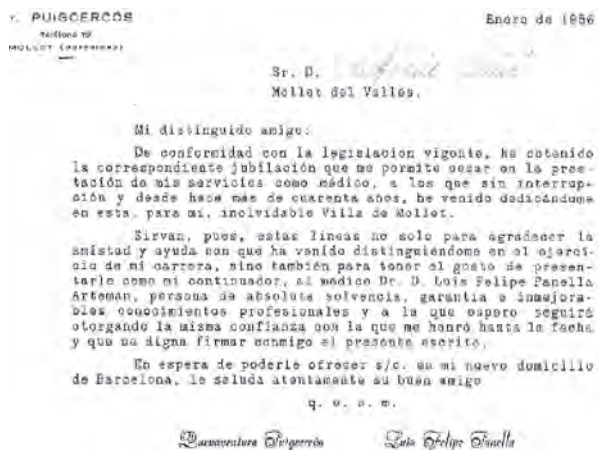 PUIGCERCÓS
Teléfono 19
MOLLET (Barcelona)
Enero de 1956
Sr. D.
Mollet del Vallés.
Mi distinguido amigo:
De conformidad con la legislacion vigente, he obtenido
la correspondiente jubilación que me permite cesar en la pres-
tación de mis servicios como médico, a los que sin interrup-
ción y desde hace más de cuarenta años, he venido dedicándome
en esta, para mi, inolvidable Villa de Mollet.
Sirvan, pues, estas lineas no solo para agradecer la
amistad y ayuda con que ha venido distinguiéndome en el ejerci-
cio de mi carrera, sino también para tener el gusto de presen-
tarle como mi continuador, al médico Dr. D. Luis Felipe Panella
Arteman, persona de absoluta solvencia, garantía e inmejora-
bles conocimientos profesionales y a la que espero seguirá
otorgando la misma confianza con la que me honró hasta la fecha
y que se digna firmar conmigo el presente escrito.
En espera de poderle ofrecer s/c. en mi nuevo domicilio
de Barcelona, le saluda atentamente su buen amigo
q. e. s. m.
Buenaventura Puigcercós
Luis Felipe Panella